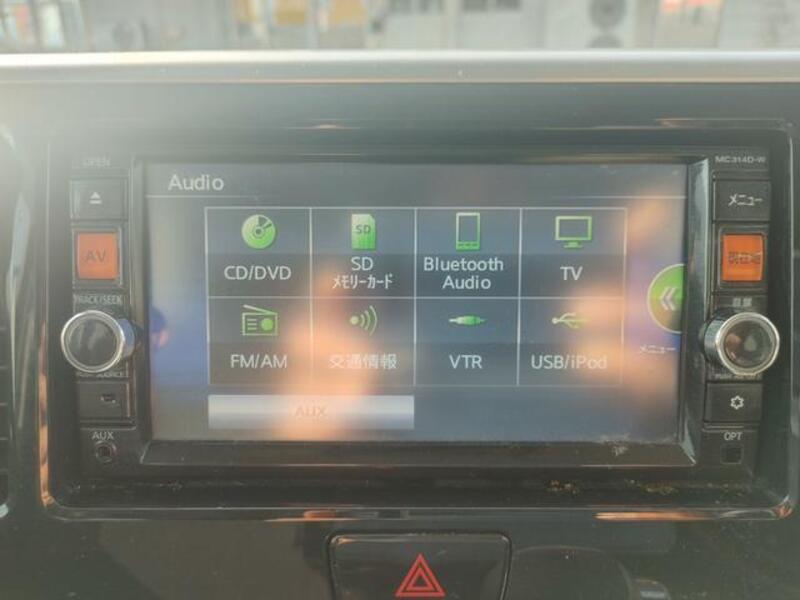 OPEN
MC314D-W
Audio
メニュー
AV
現在地
CD/DVD
SD
メモリーカード
Bluetooth
Audio
TV
TRACK/SEEK
音量
FM/AM
交通情報
VTR
USB/iPod
メニュー
AUX
AUX
OPT